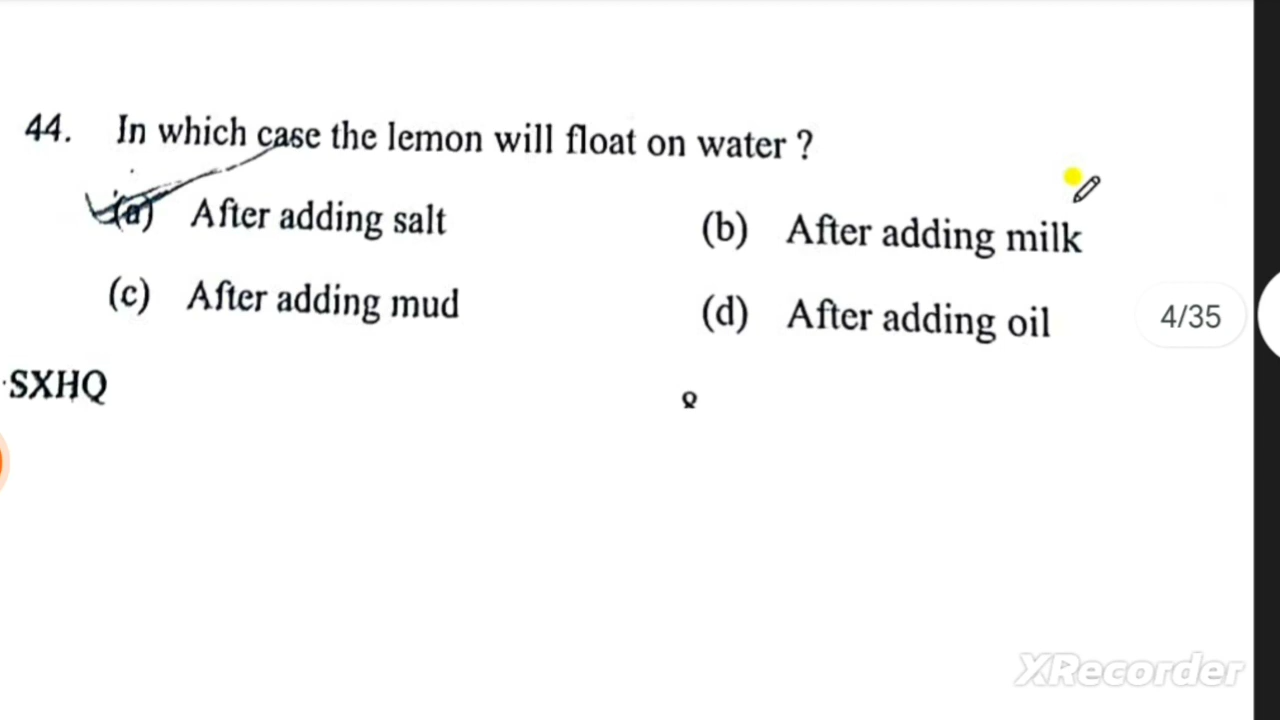 44. In which case the lemon will float on water ?
(a) After adding salt (b) After adding milk
(c) After adding mud (d) After adding oil
4/35
SXHQ
8
XRecorder